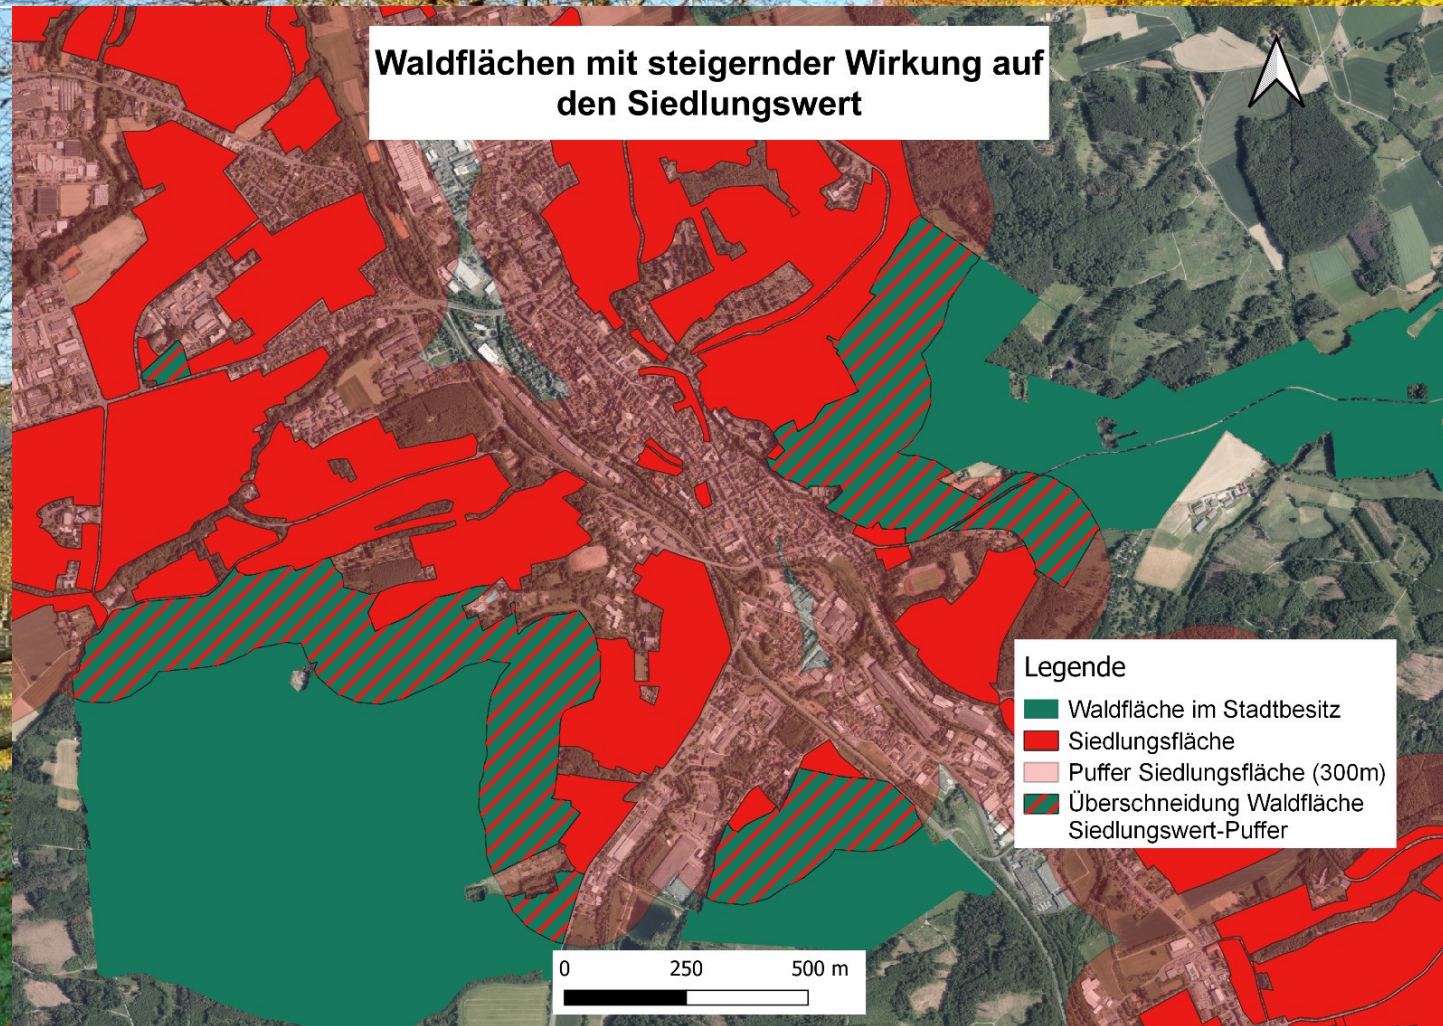 Waldflächen mit steigernder Wirkung auf
den Siedlungswert
Legende
Waldfläche im Stadtbesitz
Siedlungsfläche
Puffer Siedlungsfläche (300m)
Überschneidung Waldfläche
Siedlungswert-Puffer
0 250 500 m